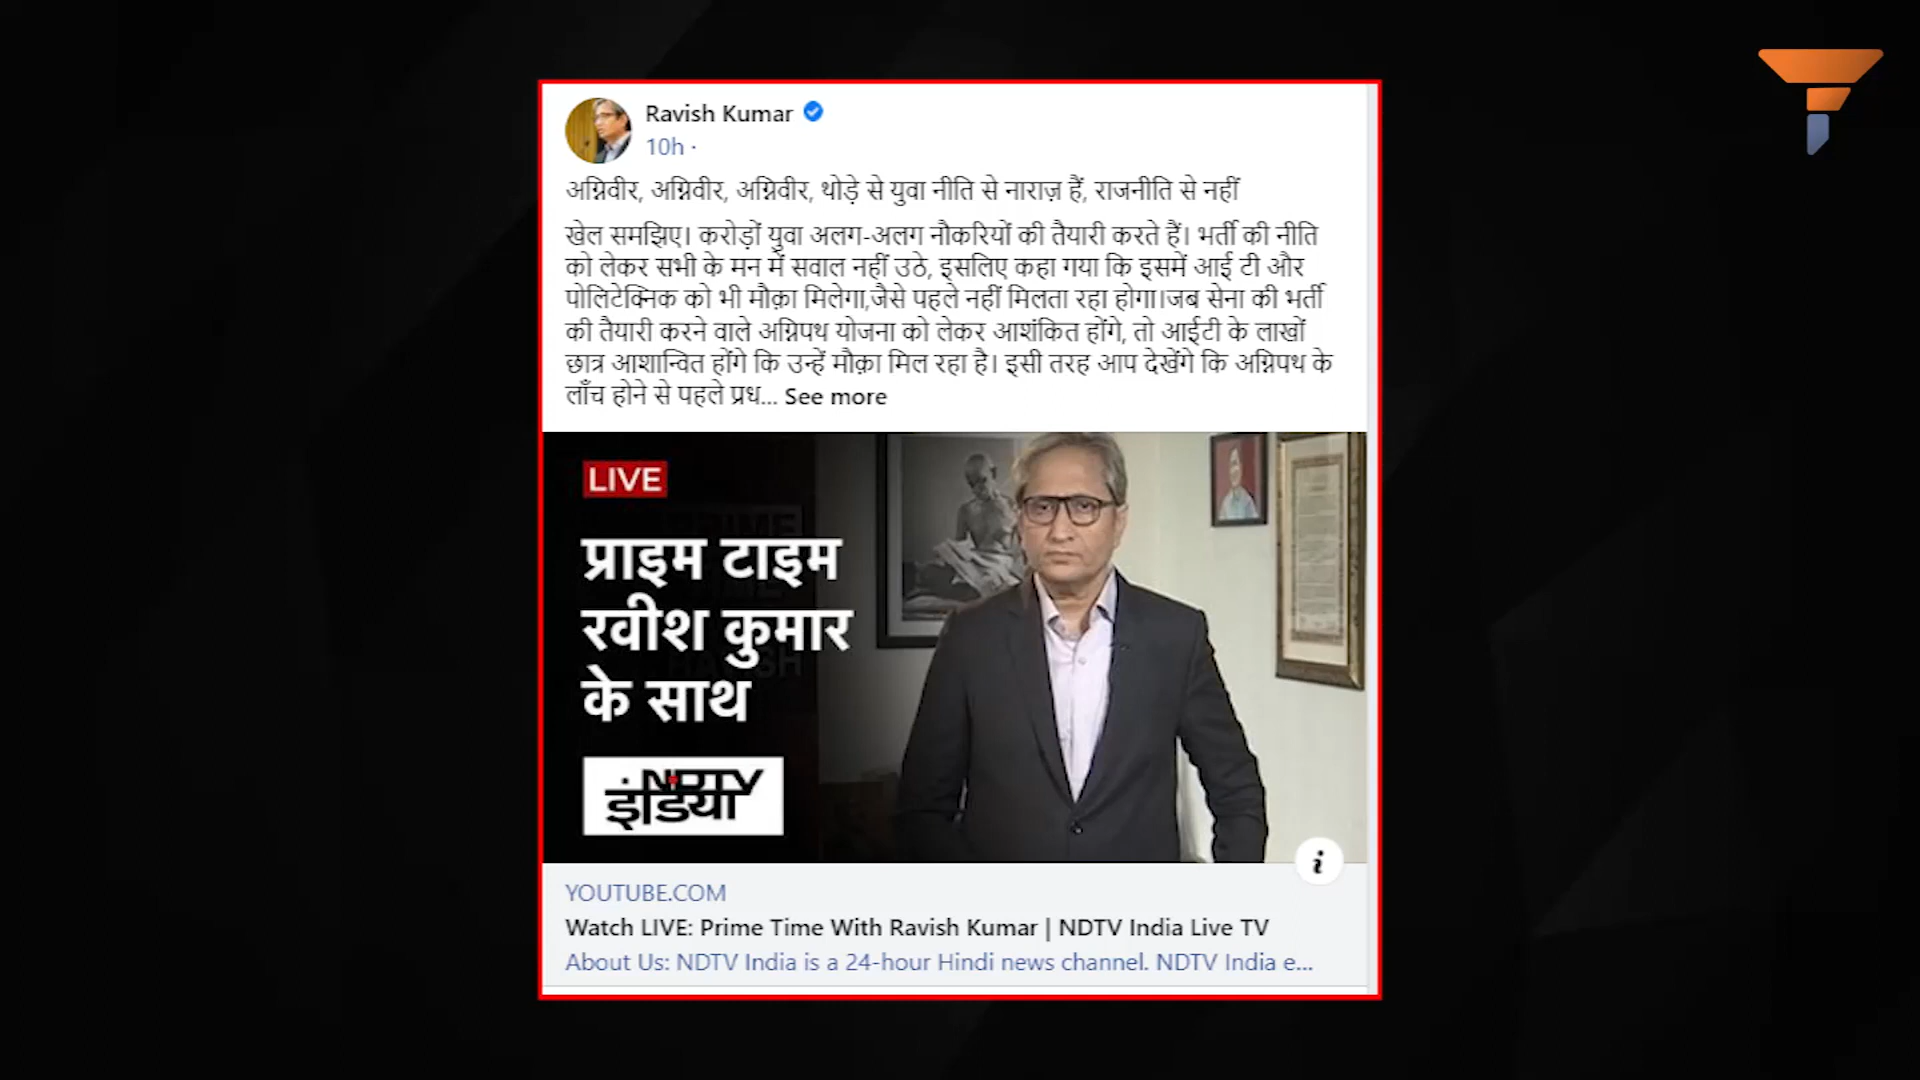 Ravish Kumar
10h ·
अग्निवीर, अग्निवीर, अग्निवीर, थोड़े से युवा नीति से नाराज़ हैं, राजनीति से नहीं
खेल समझिए। करोड़ों युवा अलग-अलग नौकरियों की तैयारी करते हैं। भर्ती की नीति
को लेकर सभी के मन में सवाल नहीं उठे, इसलिए कहा गया कि इसमें आई टी और
पोलिटेक्निक को भी मौक़ा मिलेगा,जैसे पहले नहीं मिलता रहा होगा।जब सेना की भर्ती
की तैयारी करने वाले अग्निपथ योजना को लेकर आशंकित होंगे, तो आईटी के लाखों
छात्र आशान्वित होंगे कि उन्हें मौक़ा मिल रहा है। इसी तरह आप देखेंगे कि अग्निपथ के
लाँच होने से पहले प्रध... See more
LIVE
प्राइम टाइम
रवीश कुमार
के साथ
NDTV
इंडिया
YOUTUBE.COM
Watch LIVE: Prime Time With Ravish Kumar | NDTV India Live TV
About Us: NDTV India is a 24-hour Hindi news channel. NDTV India e...